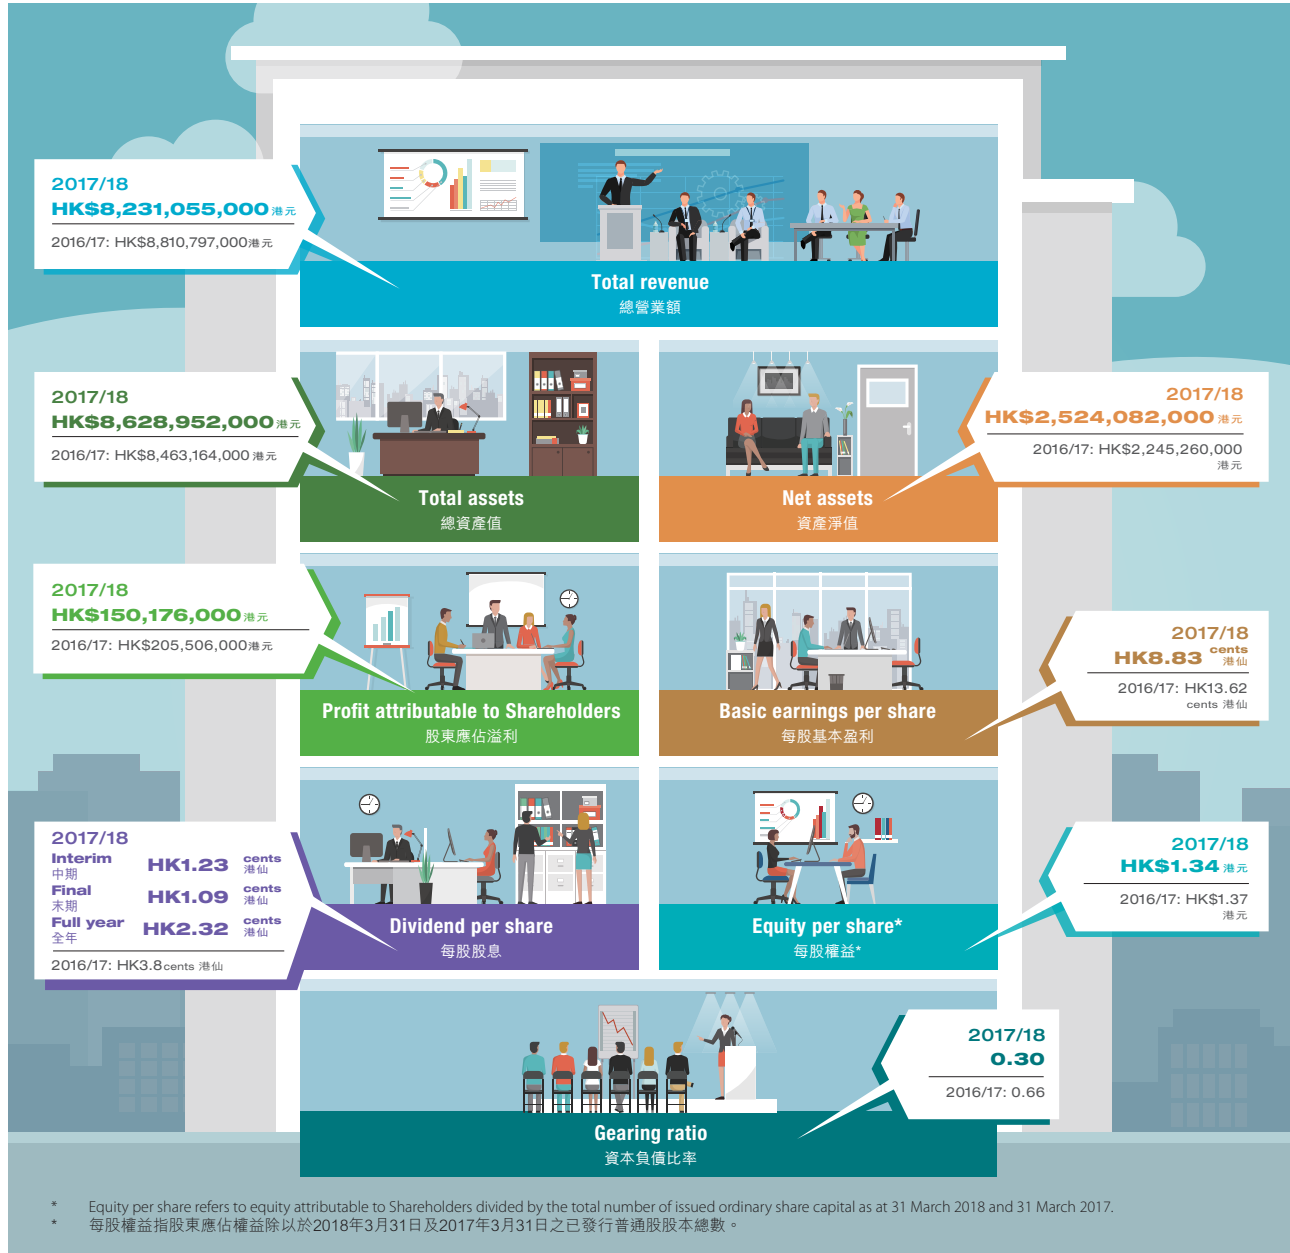 2017/18
HK$8,231,055,000 港元
2016/17: HK$8,810,797,000港元
Total revenue
總營業額
2017/18
HK$8,628,952,000 港元
2016/17: HK$8,463,164,000 港元
Total assets
總資產值
2017/18
HK$2,524,082,000 港元
2016/17: HK$2,245,260,000
港元
Net assets
資產淨值
2017/18
HK$150,176,000 港元
2016/17: HK$205,506,000港元
Profit attributable to Shareholders
股東應佔溢利
2017/18
HK8.83 cents
港仙
2016/17: HK13.62
cents 港仙
Basic earnings per share
每股基本盈利
2017/18
Interim HK1.23 cents
中期 港仙
Final HK1.09 cents
末期 港仙
Full year HK2.32 cents
全年 港仙
2016/17: HK3.8cents 港仙
Dividend per share
每股股息
2017/18
HK$1.34 港元
2016/17: HK$1.37
港元
Equity per share*
每股權益*
2017/18
0.30
2016/17: 0.66
Gearing ratio
資本負債比率
* Equity per share refers to equity attributable to Shareholders divided by the total number of issued ordinary share capital as at 31 March 2018 and 31 March 2017.
* 每股權益指股東應佔權益除以於2018年3月31日及2017年3月31日之已發行普通股股本總數。